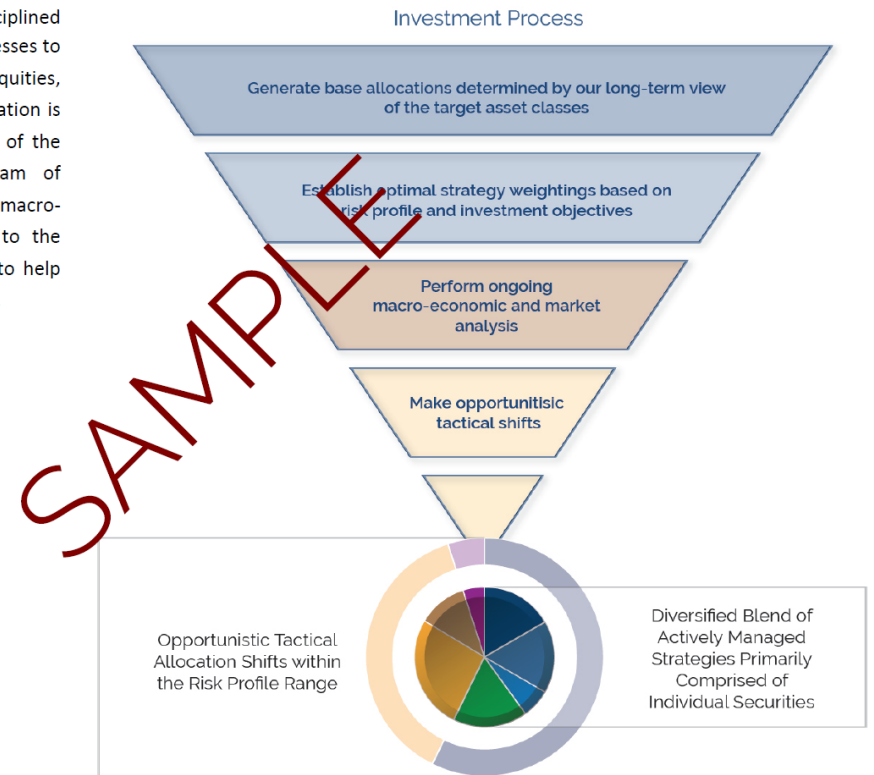 ciplined
esses to
quities,
ation is
of the
am of
macro-
to the
to help
Investment Process
Generate base allocations determined by our long-term view
of the target asset classes
Establish optimal strategy weightings based on
risk profile and investment objectives
Perform ongoing
macro-economic and market
analysis
Make opportunitisic
tactical shifts
SAMPLE
Opportunistic Tactical
Allocation Shifts within
the Risk Profile Range
Diversified Blend of
Actively Managed
Strategies Primarily
Comprised of
Individual Securities